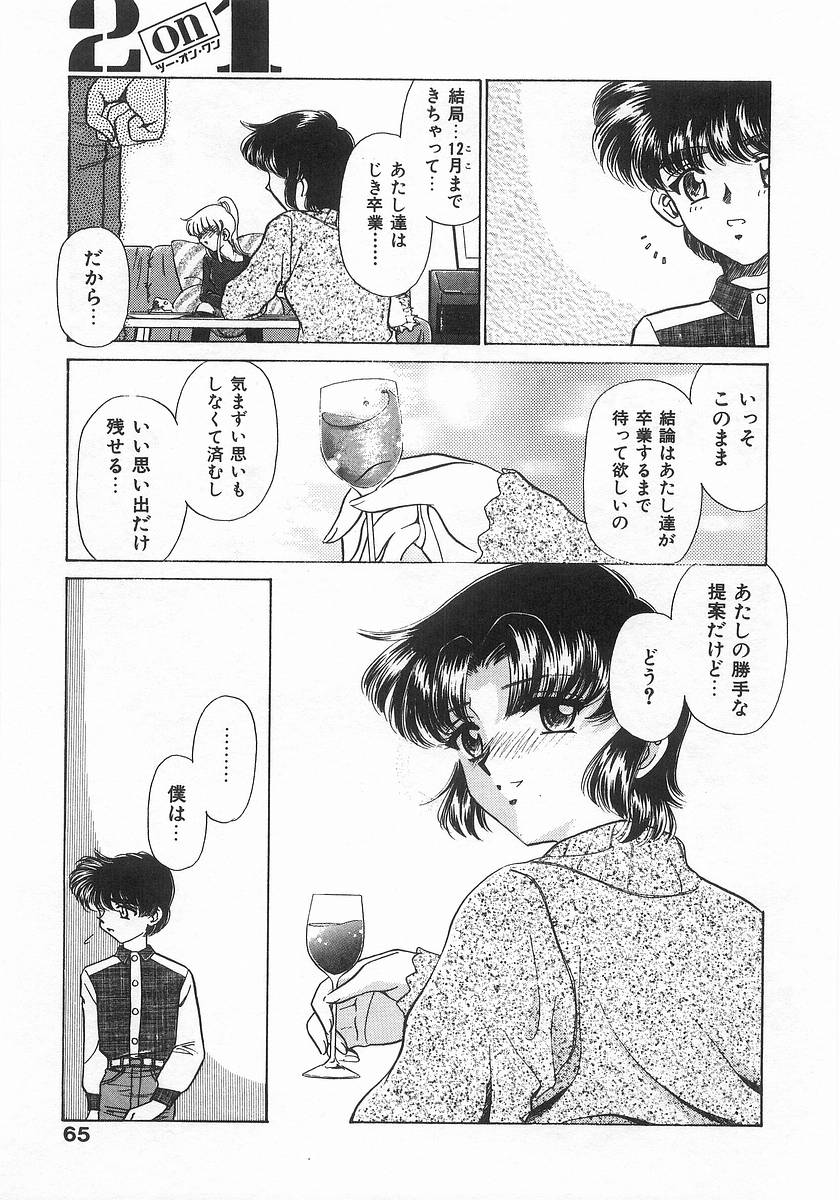 2 on 1
ツー・オン・ワン
結局…12月まで
ここ
きちゃって…
あたし達は
じき卒業……
だから…
いっそ
このまま
結論はあたし達が
卒業するまで
待って欲しいの
気まずい思いも
しなくて済むし
いい思い出だけ
残せる…
あたしの勝手な
提案だけど…
どう?
………
僕は…
65